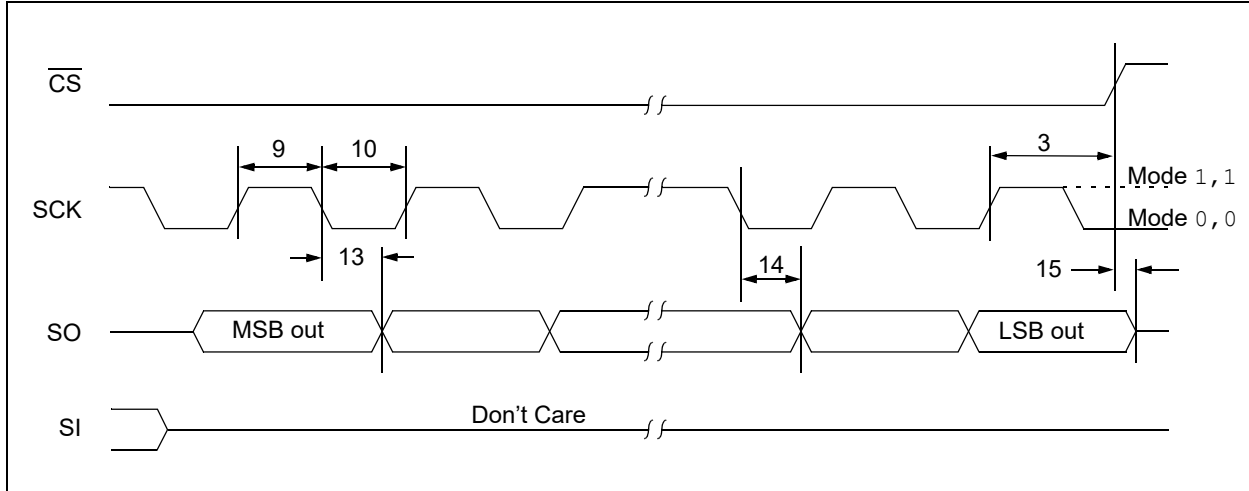 CS
9
10
3
SCK
Mode 1,1
Mode 0,0
13
14
15
SO
MSB out
LSB out
SI
Don't Care